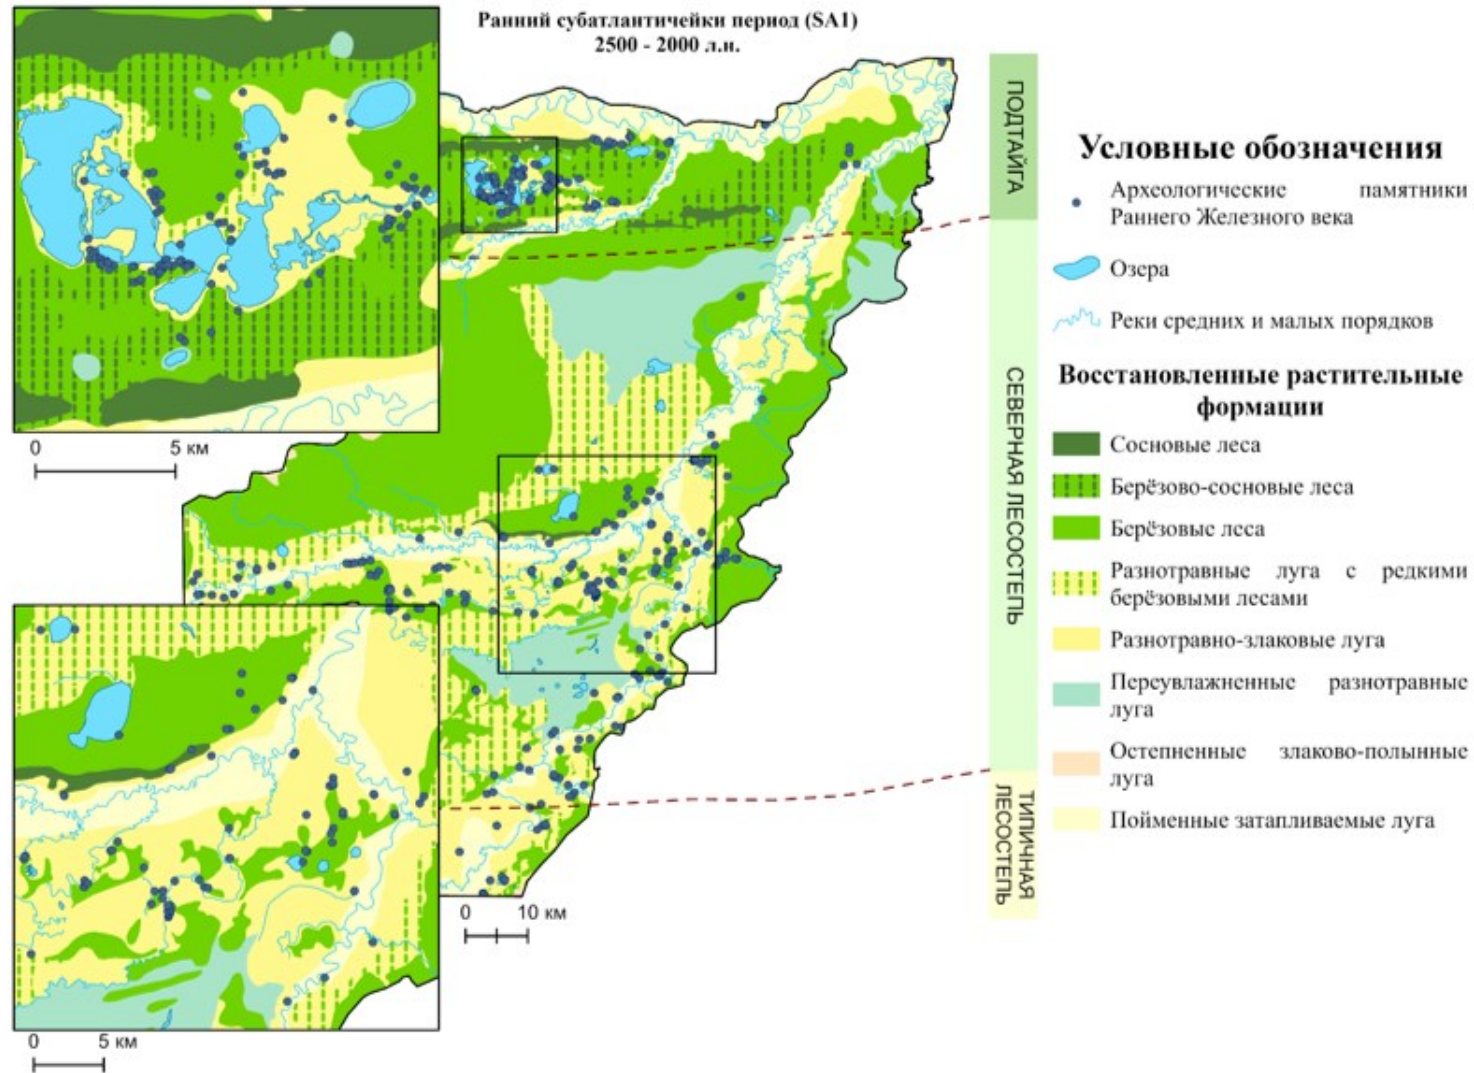 Ранний субатлантичейки период (SA1)
2500 - 2000 л.н.
0 5 км
0 5 км
0 10 км
ПОДТАЙГА
СЕВЕРНАЯ ЛЕСОСТЕПЬ
ТИПИЧНАЯ
ЛЕСОСТЕПЬ
Условные обозначения
Археологические памятники
Раннего Железного века
Озера
Реки средних и малых порядков
Восстановленные растительные
формации
Сосновые леса
Берёзово-сосновые леса
Берёзовые леса
Разнотравные луга с редкими
берёзовыми лесами
Разнотравно-злаковые луга
Переувлажненные разнотравные
луга
Остепненные злаково-полынные
луга
Пойменные затапливаемые луга